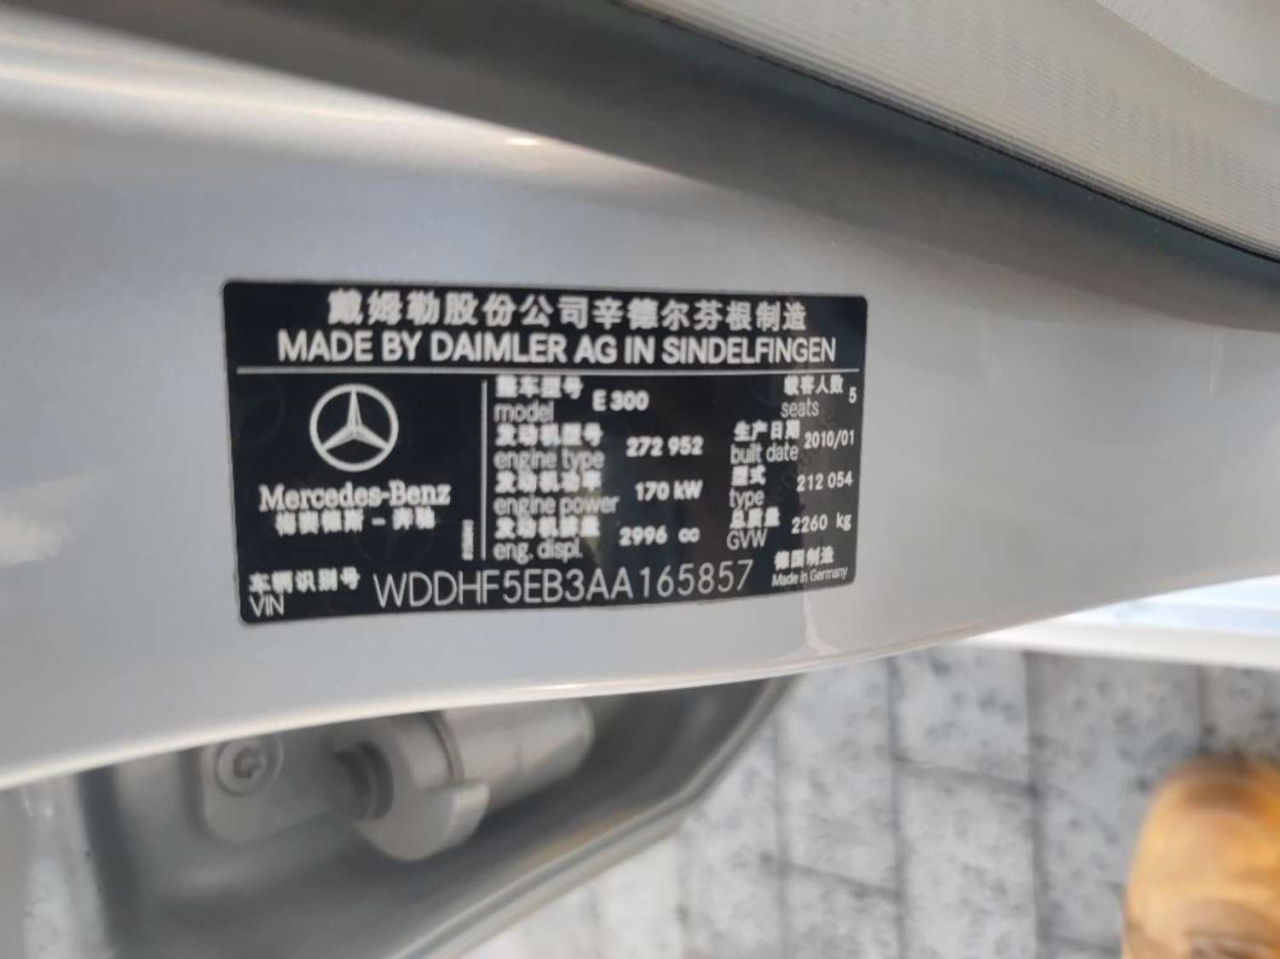 戴姆勒股份公司辛德尔芬根制造
MADE BY DAIMLER AG IN SINDELFINGEN
Mercedes-Benz
梅赛德斯－奔驰
整车型号
model E 300
载客人数
seats 5
发动机型号
engine type 272 952
生产日期
built date 2010/01
发动机功率
engine power 170 kW
型式
type 212 054
发动机排量
eng. displ. 2996 cc
总质量
GVW 2260 kg
车辆识别号
VIN WDDHF5EB3AA165857
德国制造
Made in Germany